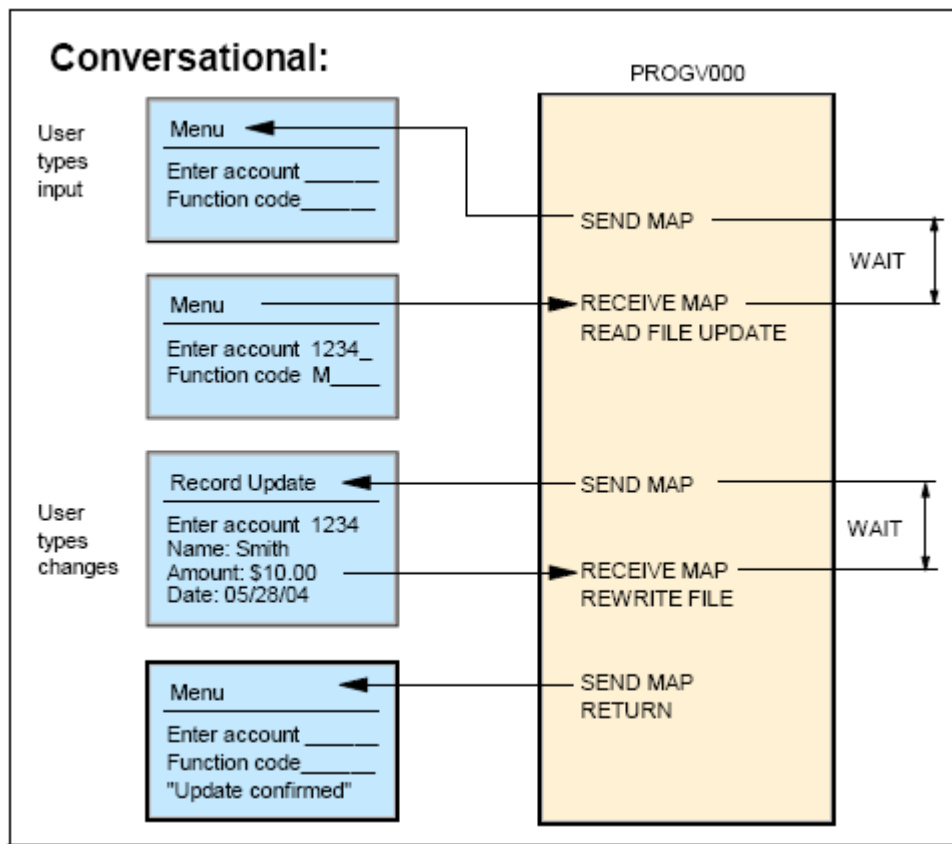 Conversational:
PROGV000
User
types
input
Menu
Enter account ______
Function code______
SEND MAP
WAIT
Menu
Enter account 1234_
Function code M____
RECEIVE MAP
READ FILE UPDATE
User
types
changes
Record Update
Enter account 1234
Name: Smith
Amount: $10.00
Date: 05/28/04
SEND MAP
WAIT
RECEIVE MAP
REWRITE FILE
Menu
Enter account ______
Function code______
"Update confirmed"
SEND MAP
RETURN